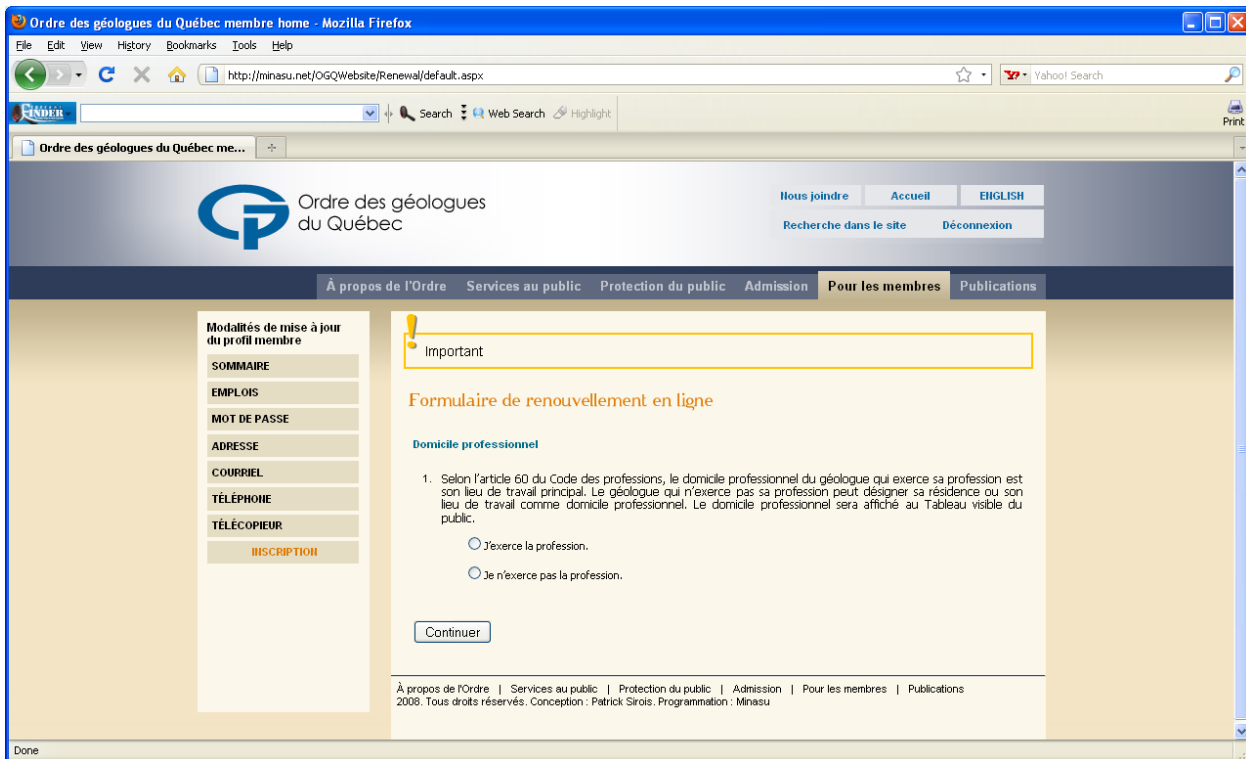 Ordre des géologues du Québec membre home - Mozilla Firefox
File Edit View History Bookmarks Tools Help
http://minasu.net/OGQWebsite/Renewal/default.aspx
Yahoo! Search
FINDER Search Web Search Highlight
Print
Ordre des géologues du Québec me...
Ordre des géologues
du Québec
Nous joindre Accueil ENGLISH
Recherche dans le site Déconnexion
À propos de l'Ordre Services au public Protection du public Admission Pour les membres Publications
Modalités de mise à jour
du profil membre
SOMMAIRE
EMPLOIS
MOT DE PASSE
ADRESSE
COURRIEL
TÉLÉPHONE
TÉLÉCOPIEUR
INSCRIPTION
! Important
Formulaire de renouvellement en ligne
Domicile professionnel
1. Selon l'article 60 du Code des professions, le domicile professionnel du géologue qui exerce sa profession est
son lieu de travail principal. Le géologue qui n'exerce pas sa profession peut désigner sa résidence ou son
lieu de travail comme domicile professionnel. Le domicile professionnel sera affiché au Tableau visible du
public.
J'exerce la profession.
Je n'exerce pas la profession.
Continuer
À propos de l'Ordre | Services au public | Protection du public | Admission | Pour les membres | Publications
2008. Tous droits réservés. Conception : Patrick Sirois. Programmation : Minasu
Done